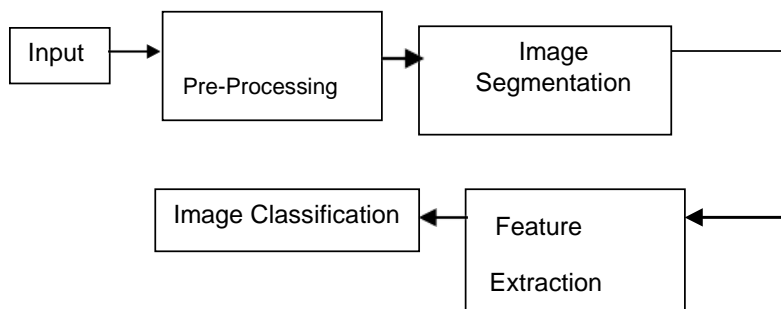 Input
Pre-Processing
Image
Segmentation
Image Classification
Feature
Extraction